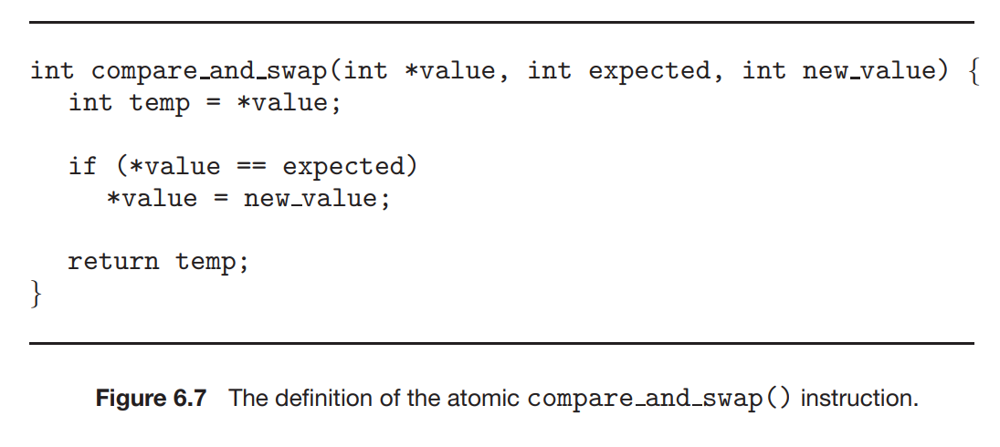 int compare_and_swap(int *value, int expected, int new_value) {
int temp = *value;
if (*value == expected)
*value = new_value;
return temp;
}
Figure 6.7 The definition of the atomic compare_and_swap() instruction.